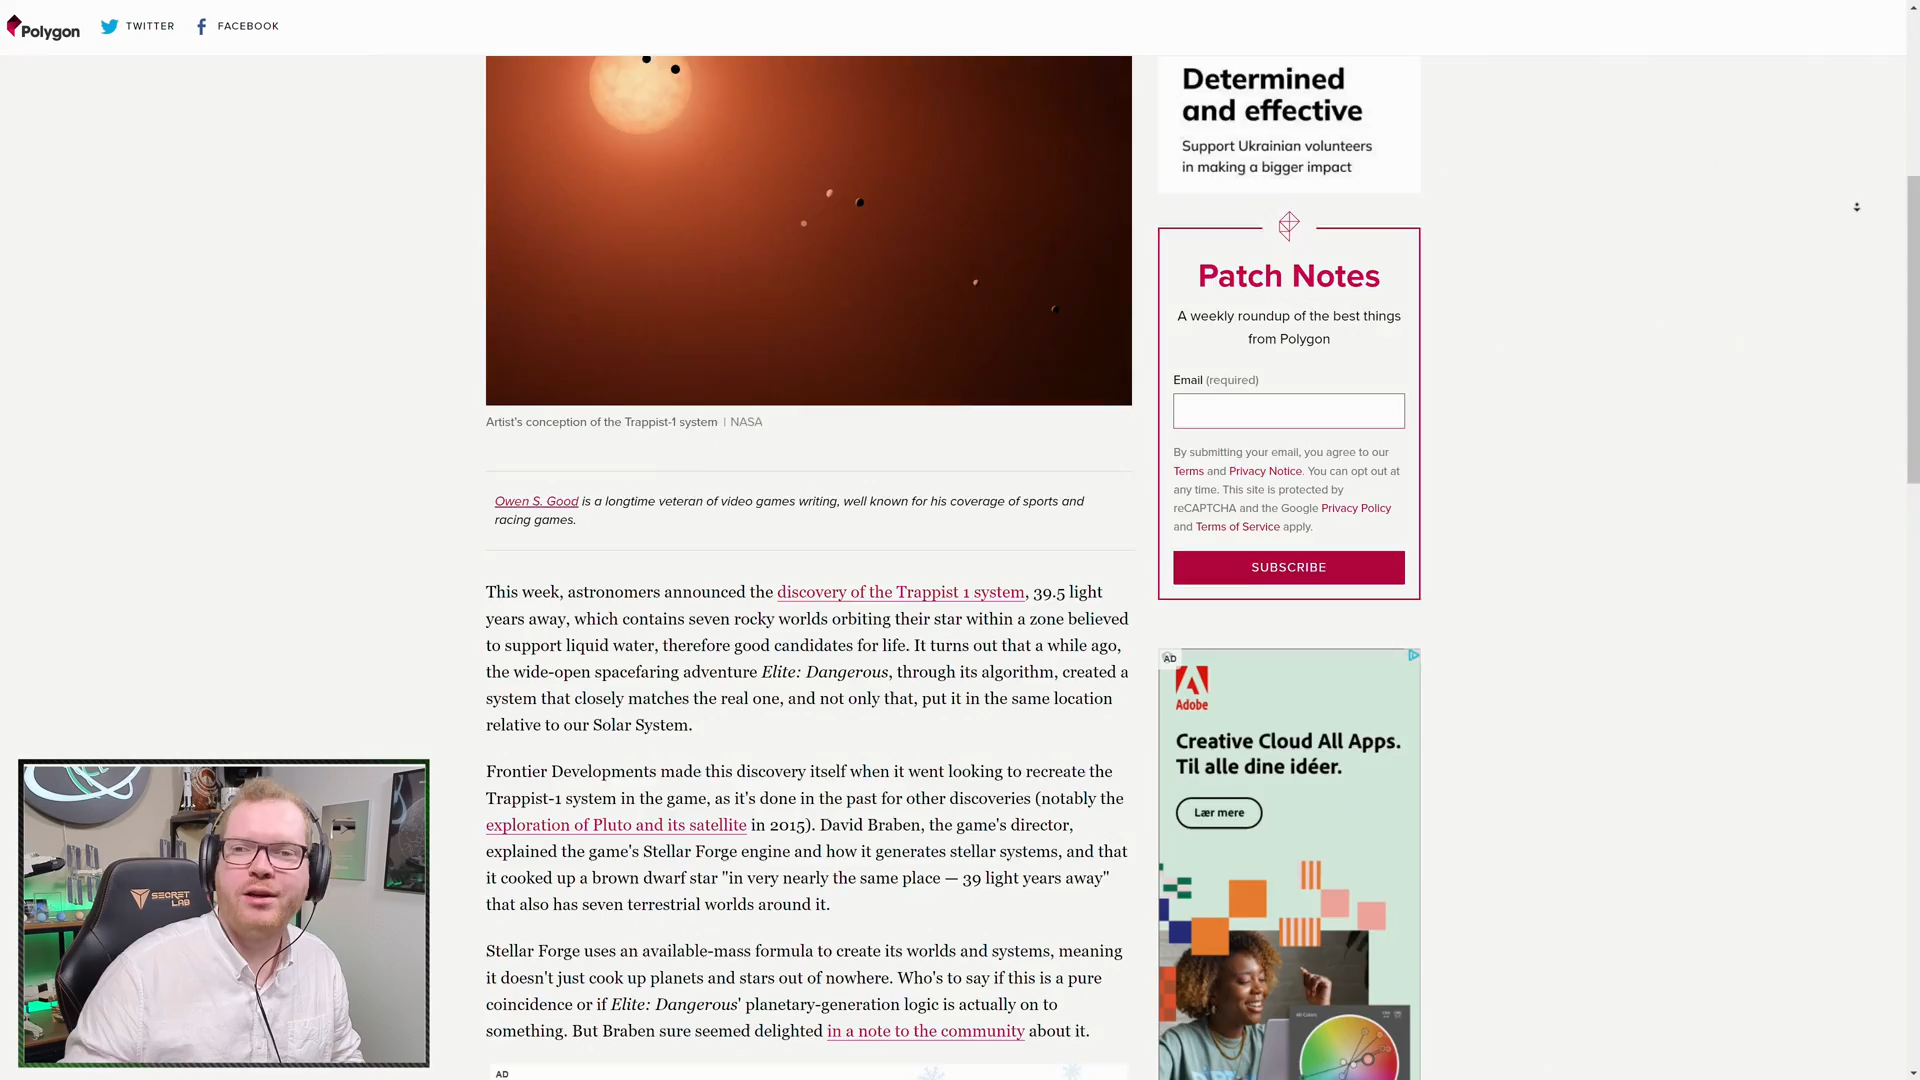 Polygon
TWITTER
FACEBOOK
Artist's conception of the Trappist-1 system | NASA
Owen S. Good is a longtime veteran of video games writing, well known for his coverage of sports and
racing games.
This week, astronomers announced the discovery of the Trappist 1 system, 39.5 light
years away, which contains seven rocky worlds orbiting their star within a zone believed
to support liquid water, therefore good candidates for life. It turns out that a while ago,
the wide-open spacefaring adventure Elite: Dangerous, through its algorithm, created a
system that closely matches the real one, and not only that, put it in the same location
relative to our Solar System.
Frontier Developments made this discovery itself when it went looking to recreate the
Trappist-1 system in the game, as it's done in the past for other discoveries (notably the
exploration of Pluto and its satellite in 2015). David Braben, the game's director,
explained the game's Stellar Forge engine and how it generates stellar systems, and that
it cooked up a brown dwarf star "in very nearly the same place — 39 light years away"
that also has seven terrestrial worlds around it.
Stellar Forge uses an available-mass formula to create its worlds and systems, meaning
it doesn't just cook up planets and stars out of nowhere. Who's to say if this is a pure
coincidence or if Elite: Dangerous' planetary-generation logic is actually on to
something. But Braben sure seemed delighted in a note to the community about it.
AD
Determined
and effective
Support Ukrainian volunteers
in making a bigger impact
Patch Notes
A weekly roundup of the best things
from Polygon
Email (required)
By submitting your email, you agree to our
Terms and Privacy Notice. You can opt out at
any time. This site is protected by
reCAPTCHA and the Google Privacy Policy
and Terms of Service apply.
SUBSCRIBE
AD
Adobe
Creative Cloud All Apps.
Til alle dine idéer.
Lær mere
All Colors
SECRET
LAB